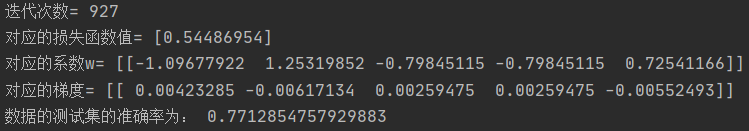 迭代次数= 927
对应的损失函数值= [0.54486954]
对应的系数w= [[-1.09677922  1.25319852 -0.79845115 -0.79845115  0.72541166]]
对应的梯度= [[ 0.00423285 -0.00617134  0.00259475  0.00259475 -0.00552493]]
数据的测试集的准确率为： 0.7712854757929883